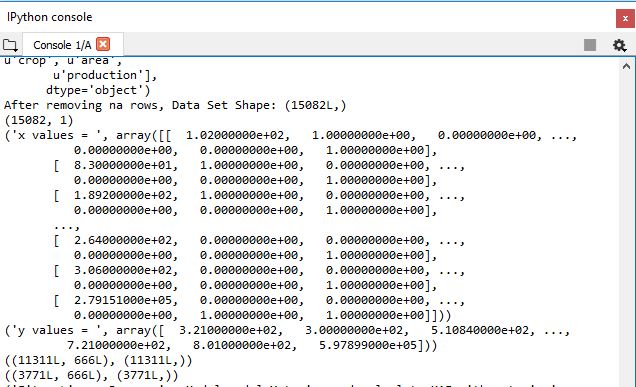 IPython console
Console 1/A
u'crop', u'area',
u'production'],
dtype='object')
After removing na rows, Data Set Shape: (15082L,)
(15082, 1)
('x values = ', array([[  1.02000000e+02,   1.00000000e+00,   0.00000000e+00, ...,
0.00000000e+00,   0.00000000e+00,   1.00000000e+00],
[  8.30000000e+01,   1.00000000e+00,   0.00000000e+00, ...,
0.00000000e+00,   0.00000000e+00,   1.00000000e+00],
[  1.89200000e+02,   1.00000000e+00,   0.00000000e+00, ...,
0.00000000e+00,   0.00000000e+00,   1.00000000e+00],
...,
[  2.64000000e+02,   0.00000000e+00,   0.00000000e+00, ...,
0.00000000e+00,   0.00000000e+00,   1.00000000e+00],
[  3.06000000e+02,   0.00000000e+00,   0.00000000e+00, ...,
0.00000000e+00,   0.00000000e+00,   1.00000000e+00],
[  2.79151000e+05,   0.00000000e+00,   0.00000000e+00, ...,
0.00000000e+00,   1.00000000e+00,   1.00000000e+00]]))
('y values = ', array([  3.21000000e+02,   3.00000000e+02,   5.10840000e+02, ...,
7.21000000e+02,   8.01000000e+02,   5.97899000e+05]))
((11311L, 666L), (11311L,))
((3771L, 666L), (3771L,))